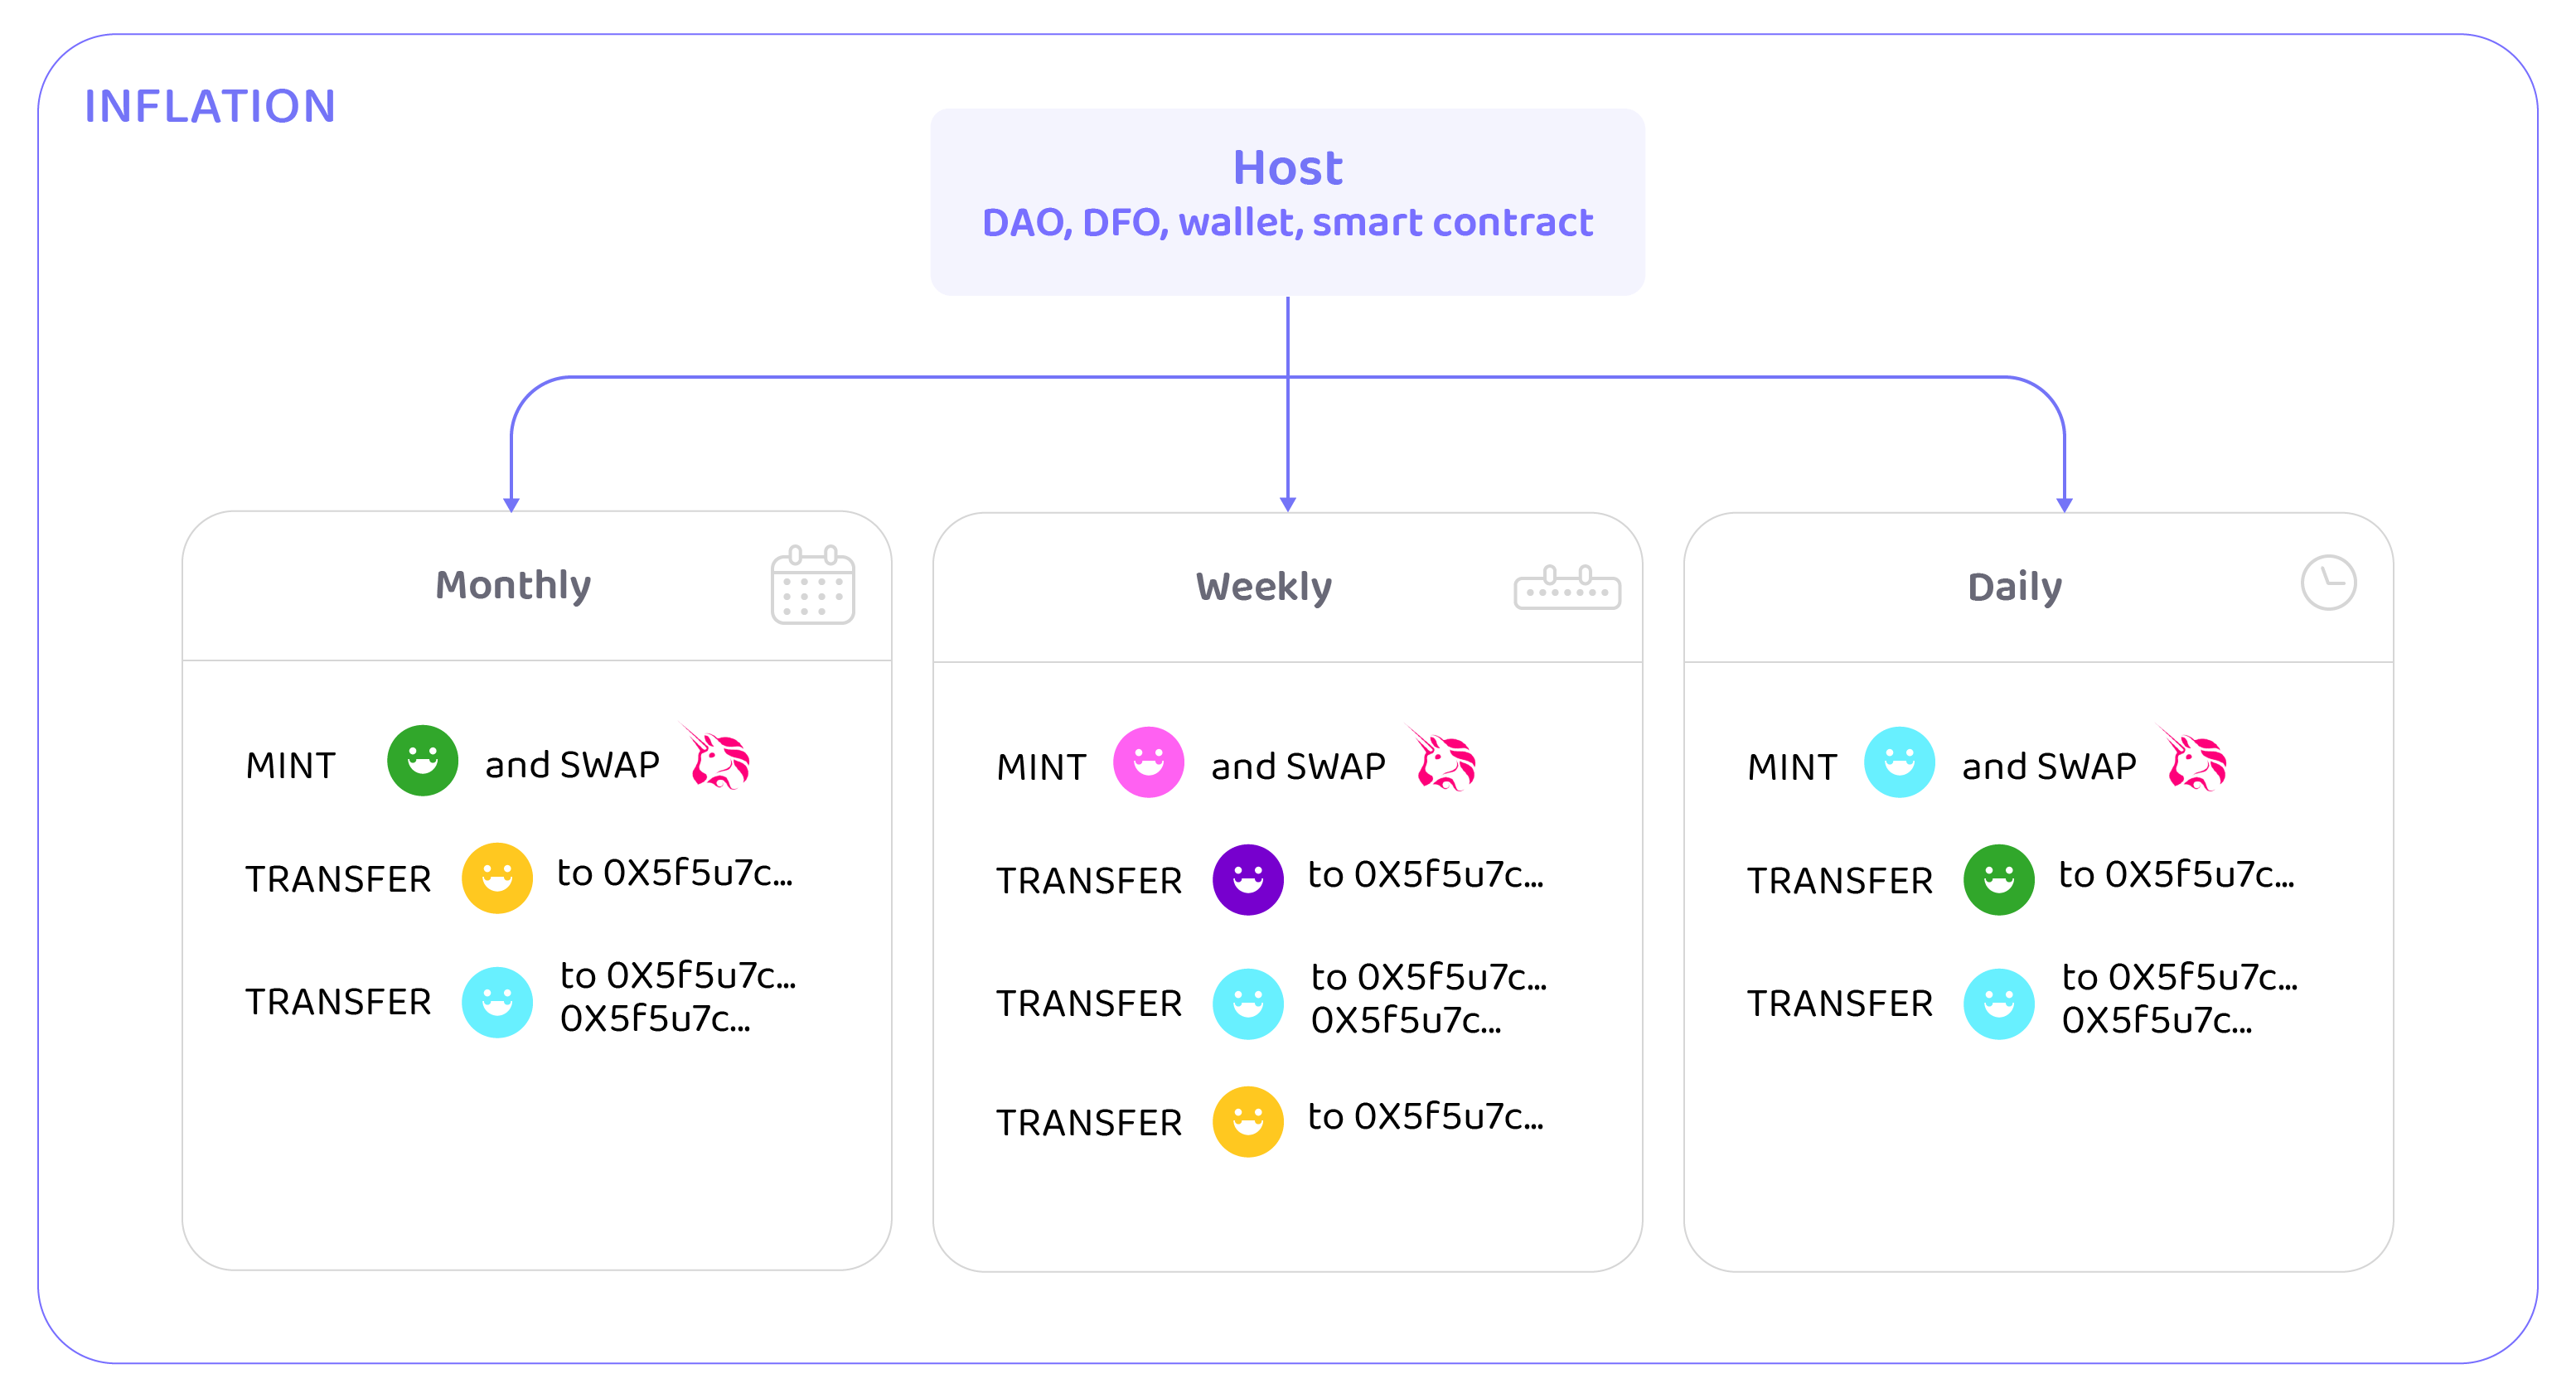 INFLATION
Host
DAO, DFO, wallet, smart contract
Monthly
MINT and SWAP
TRANSFER to 0X5f5u7c...
TRANSFER to 0X5f5u7c...
0X5f5u7c...
Weekly
MINT and SWAP
TRANSFER to 0X5f5u7c...
TRANSFER to 0X5f5u7c...
0X5f5u7c...
TRANSFER to 0X5f5u7c...
Daily
MINT and SWAP
TRANSFER to 0X5f5u7c...
TRANSFER to 0X5f5u7c...
0X5f5u7c...